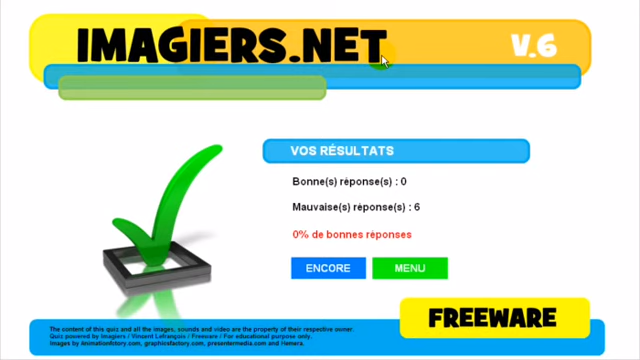 IMAGIERS.NET
V.6
VOS RÉSULTATS
Bonne(s) réponse(s) : 0
Mauvaise(s) réponse(s) : 6
0% de bonnes réponses
ENCORE
MENU
FREEWARE
The content of this quiz and all the images, sounds and video are the property of their respective owner.
Quiz powered by Imagiers / Vincent Lefrançois / Freeware / For educational purpose only.
Images by Animationfctory.com, graphicsfactory.com, presentermedia.com and Hemera.